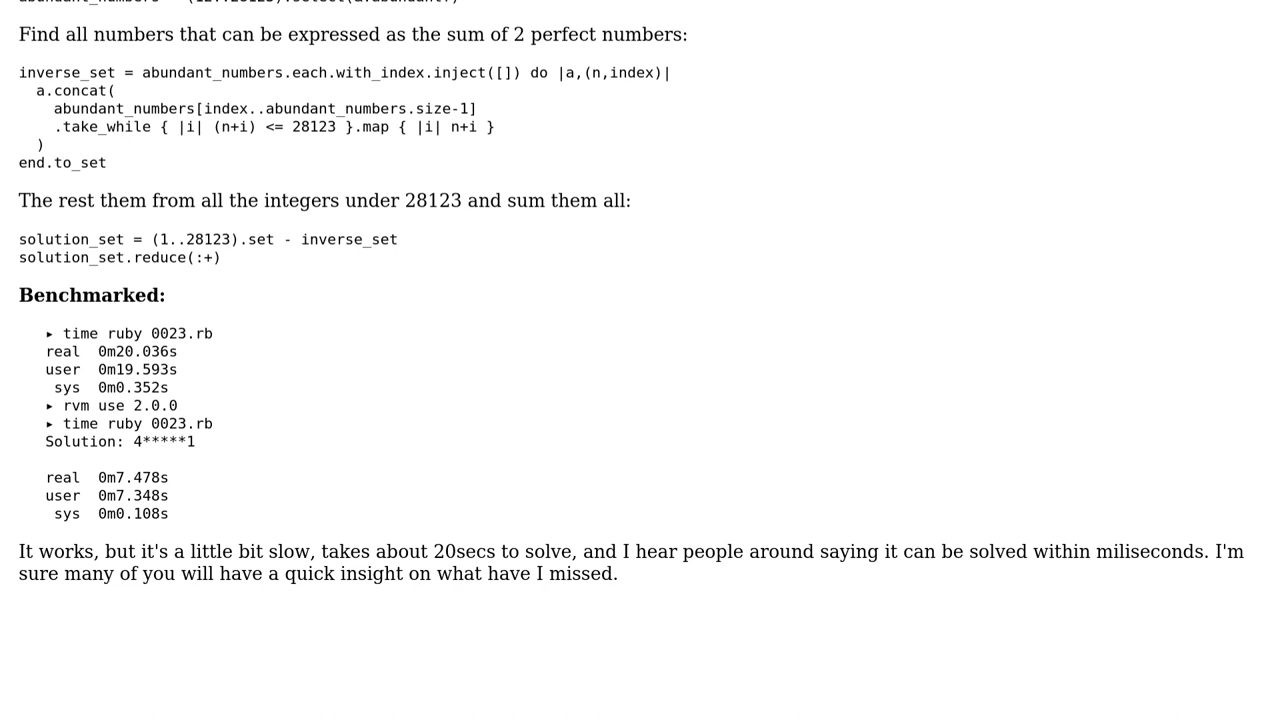 Find all numbers that can be expressed as the sum of 2 perfect numbers:
inverse_set = abundant_numbers.each.with_index.inject([]) do |a,(n,index)|
  a.concat(
    abundant_numbers[index..abundant_numbers.size-1]
    .take_while { |i| (n+i) <= 28123 }.map { |i| n+i }
  )
end.to_set
The rest them from all the integers under 28123 and sum them all:
solution_set = (1..28123).set - inverse_set
solution_set.reduce(:+)
Benchmarked:
▸ time ruby 0023.rb
real  0m20.036s
user  0m19.593s
 sys  0m0.352s
▸ rvm use 2.0.0
▸ time ruby 0023.rb
Solution: 4*****1
real  0m7.478s
user  0m7.348s
 sys  0m0.108s
It works, but it's a little bit slow, takes about 20secs to solve, and I hear people around saying it can be solved within miliseconds. I'm
sure many of you will have a quick insight on what have I missed.